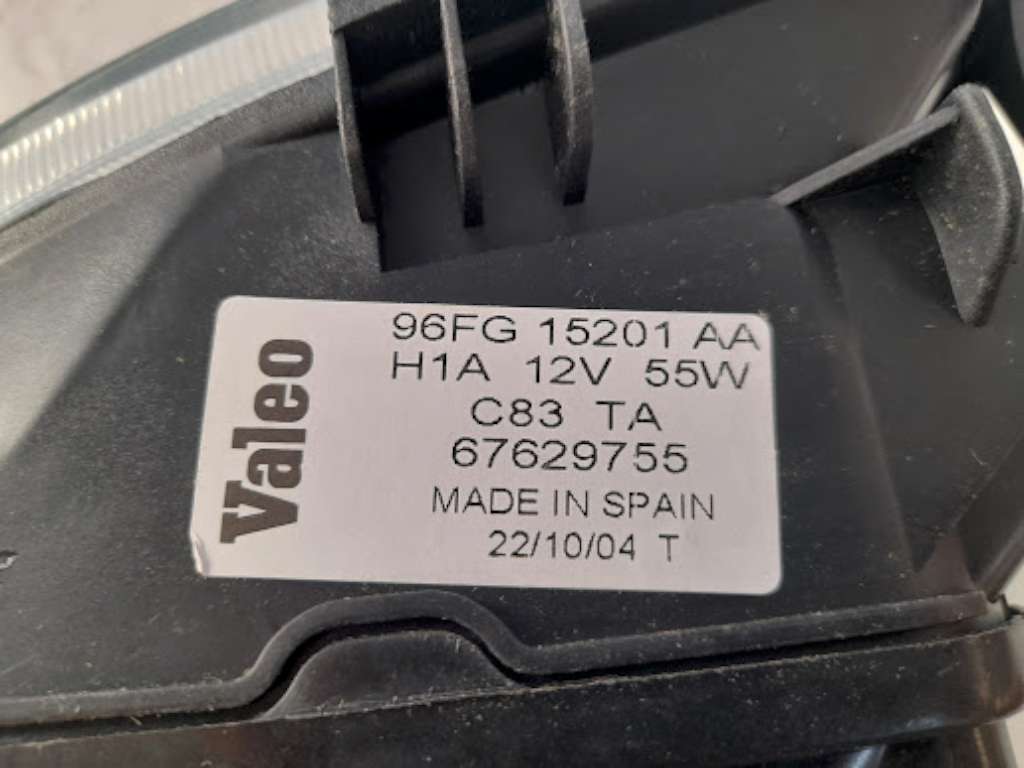 Valeo
96FG 15201 AA
H1A 12V 55W
C83 TA
67629755
MADE IN SPAIN
22/10/04 T